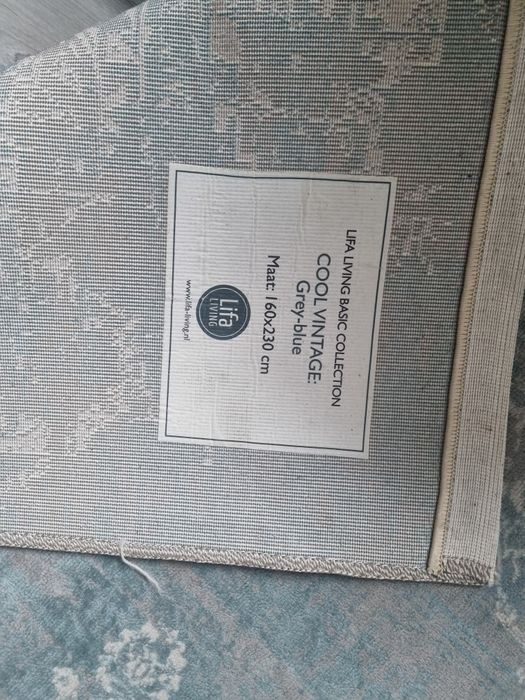 LIFA LIVING BASIC COLLECTION
COOL VINTAGE:
Grey-blue
Maat: 160x230 cm
Lifa
LIVING
www.lifa-living.nl